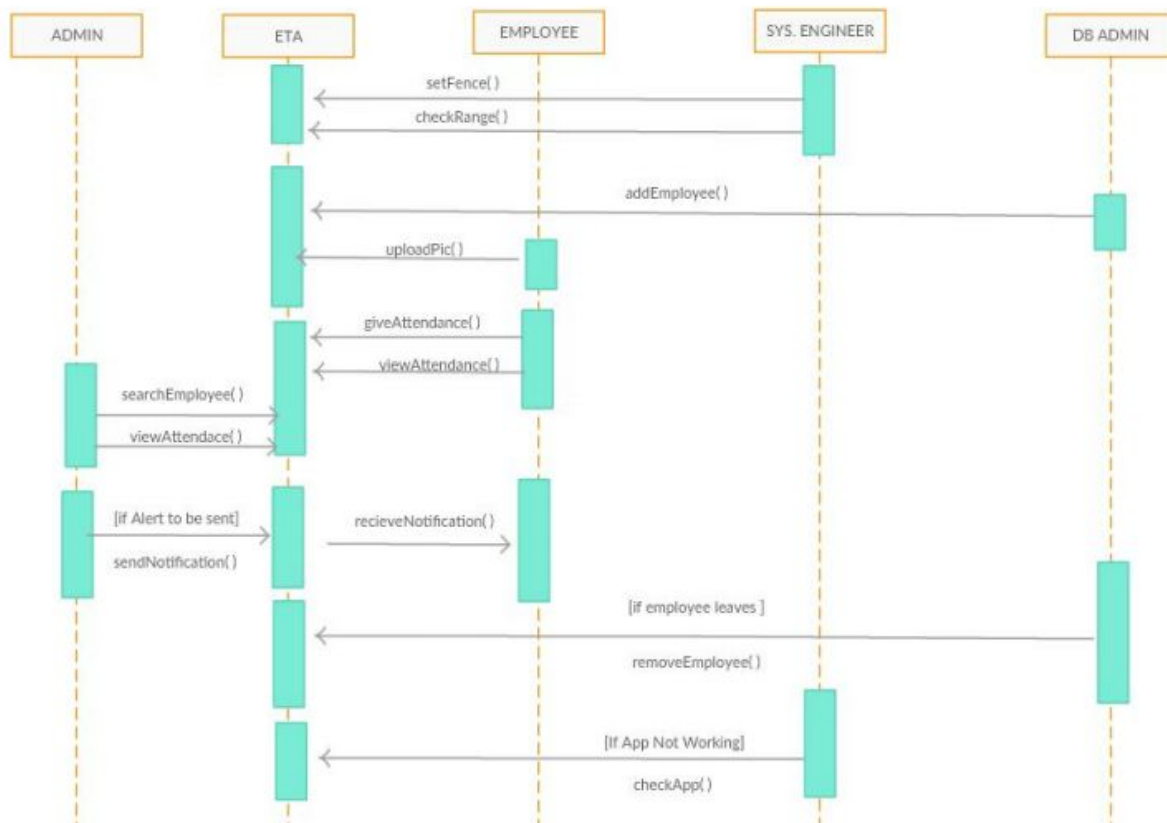 ADMIN
ETA
EMPLOYEE
SYS. ENGINEER
DB ADMIN
setFence( )
checkRange( )
addEmployee( )
uploadPic( )
giveAttendance( )
viewAttendance( )
searchEmployee( )
viewAttendace( )
[if Alert to be sent]
sendNotification( )
recieveNotification( )
[if employee leaves ]
removeEmployee( )
[If App Not Working]
checkApp( )